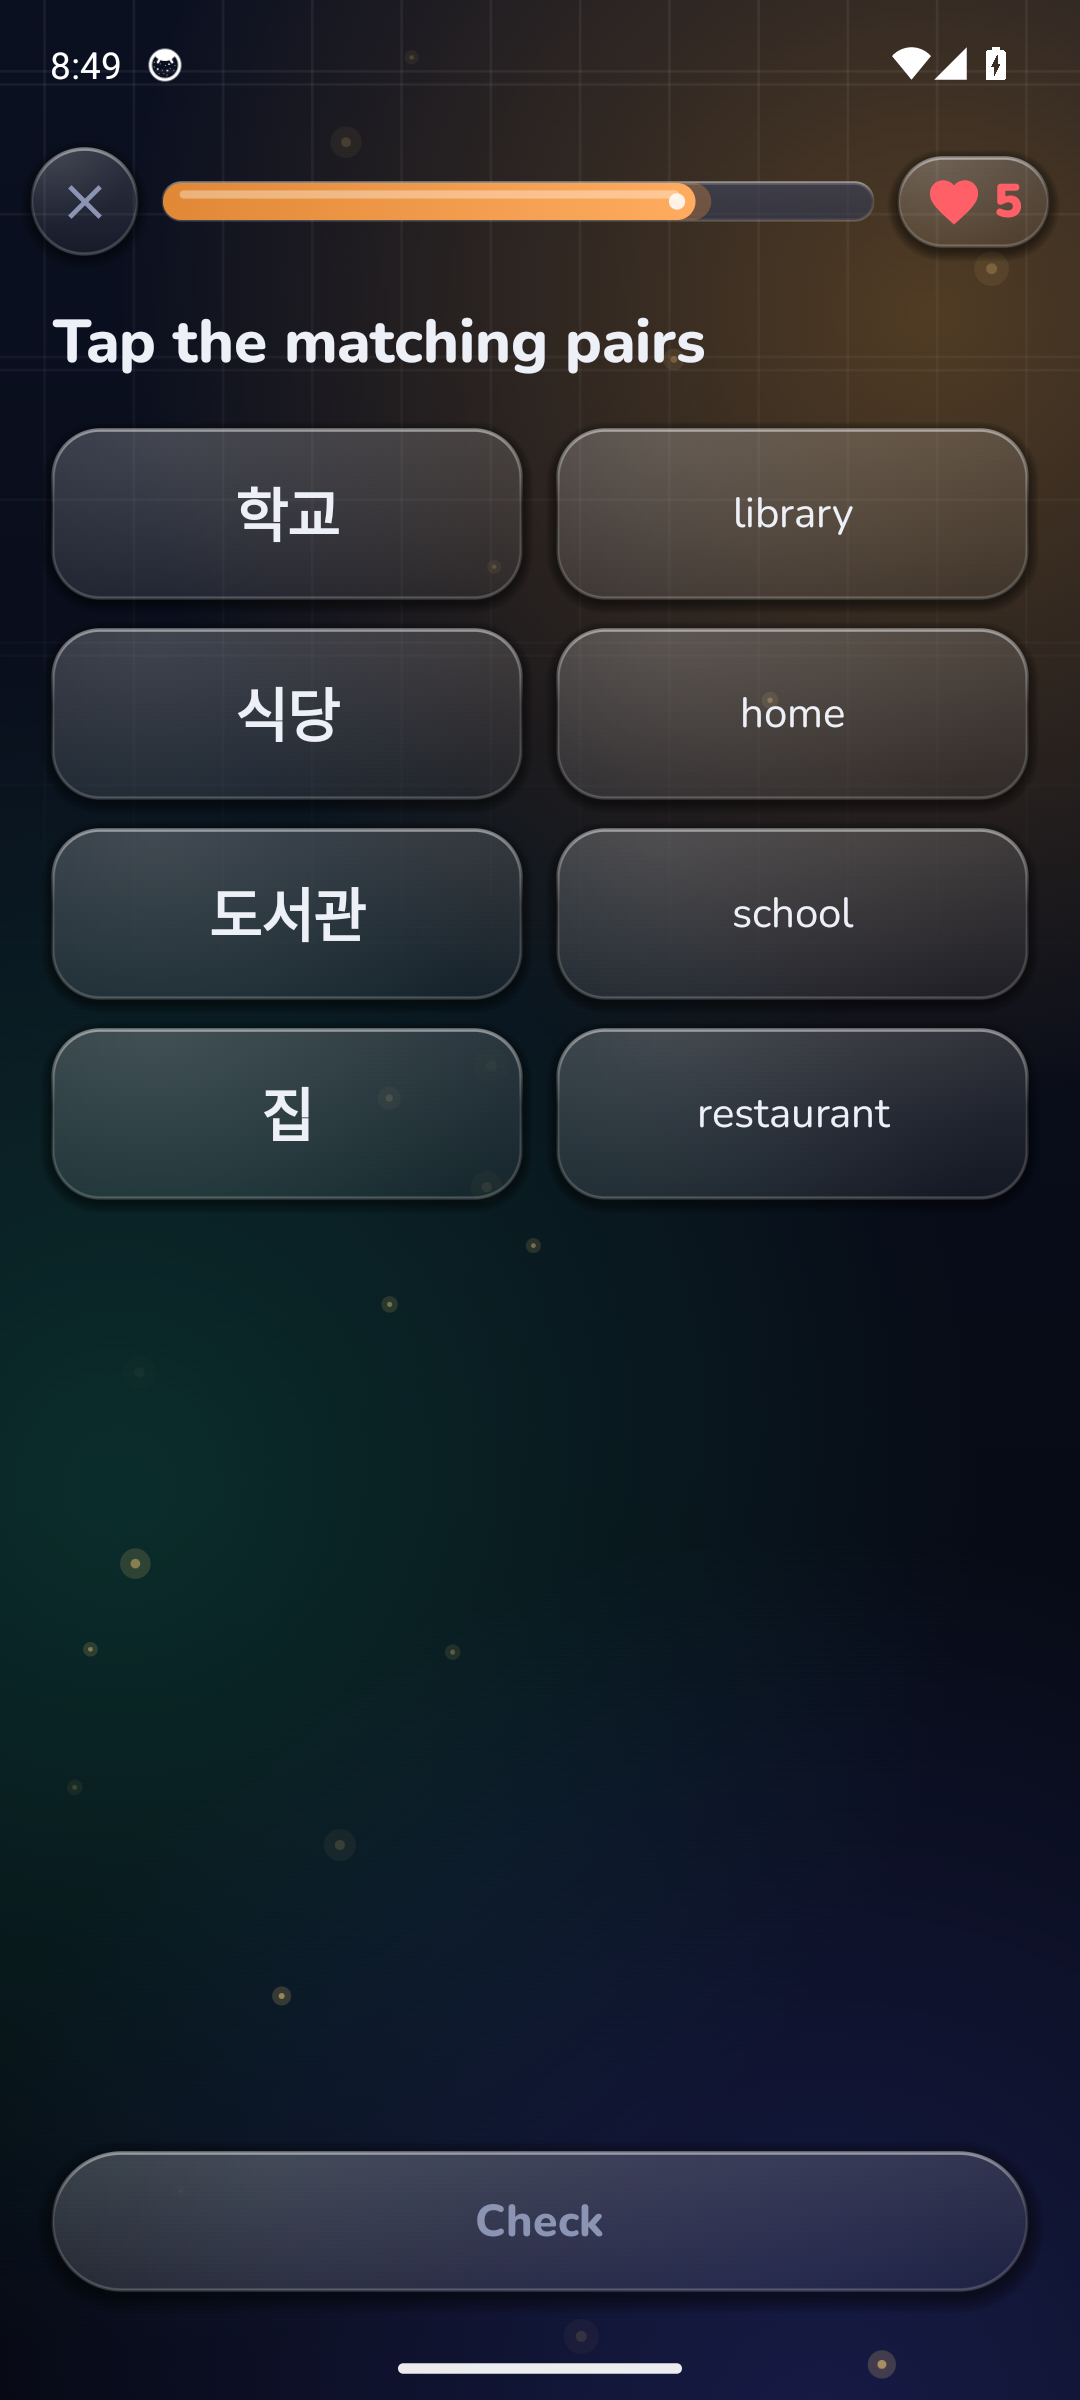 8:49
5
Tap the matching pairs
학교
library
식당
home
도서관
school
집
restaurant
Check